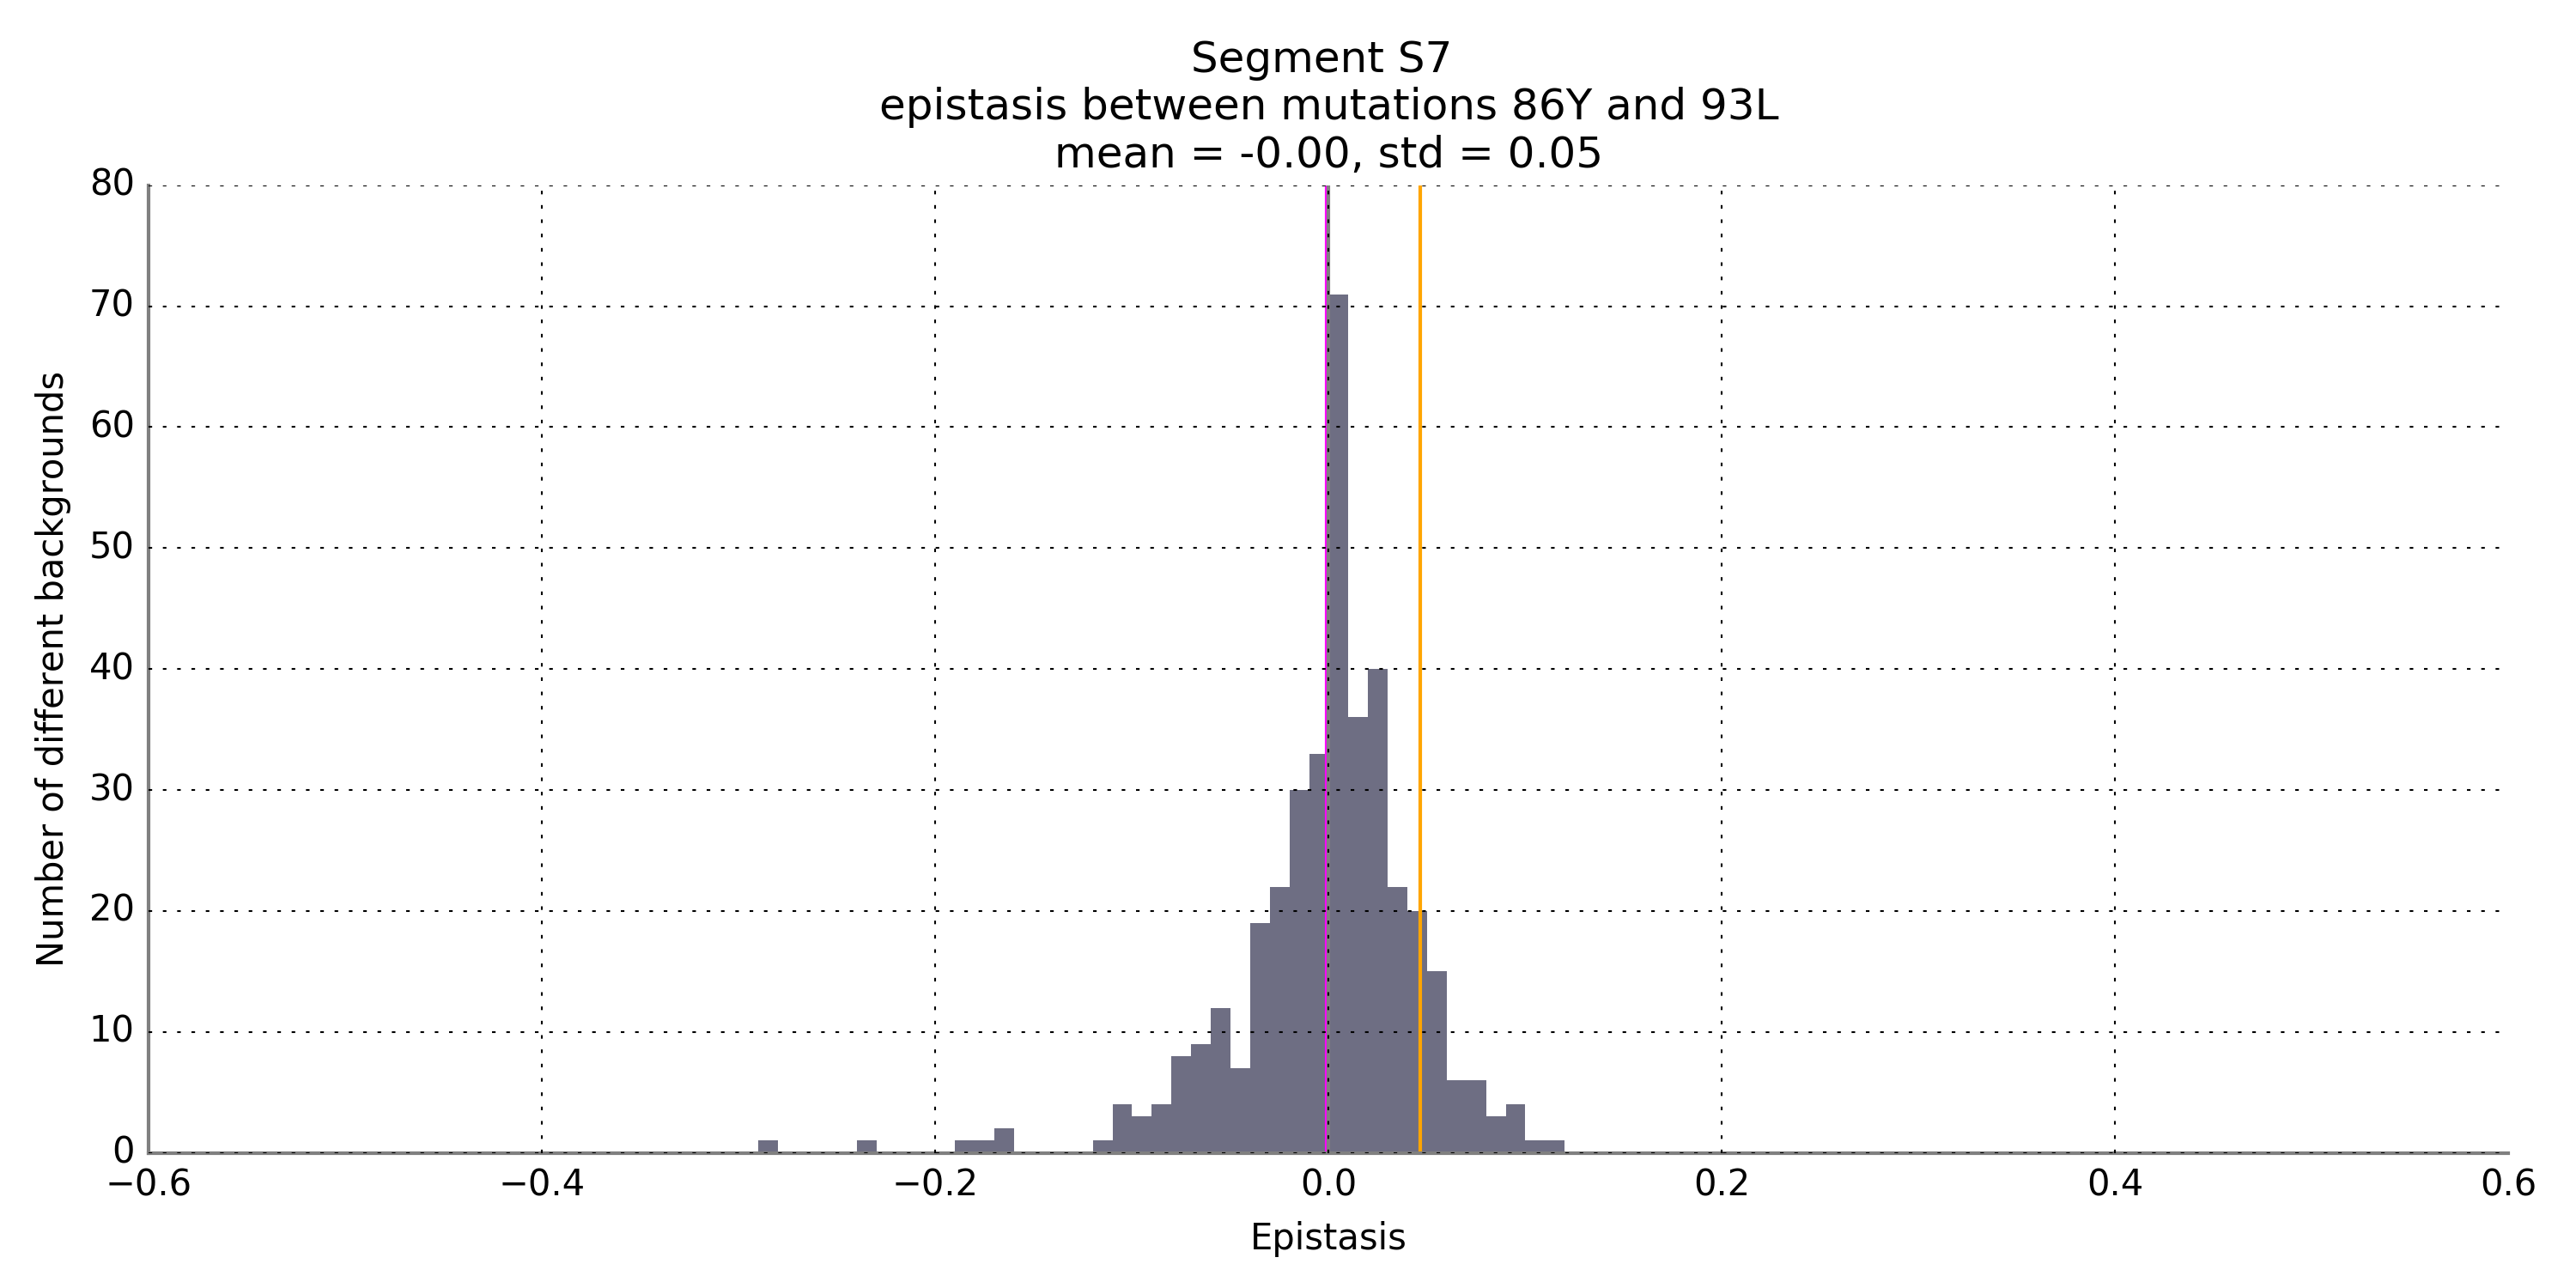 Segment S7
epistasis between mutations 86Y and 93L
mean = -0.00, std = 0.05
80
70
60
50
40
30
20
10
0
Number of different backgrounds
−0.6 −0.4 −0.2 0.0 0.2 0.4 0.6
Epistasis